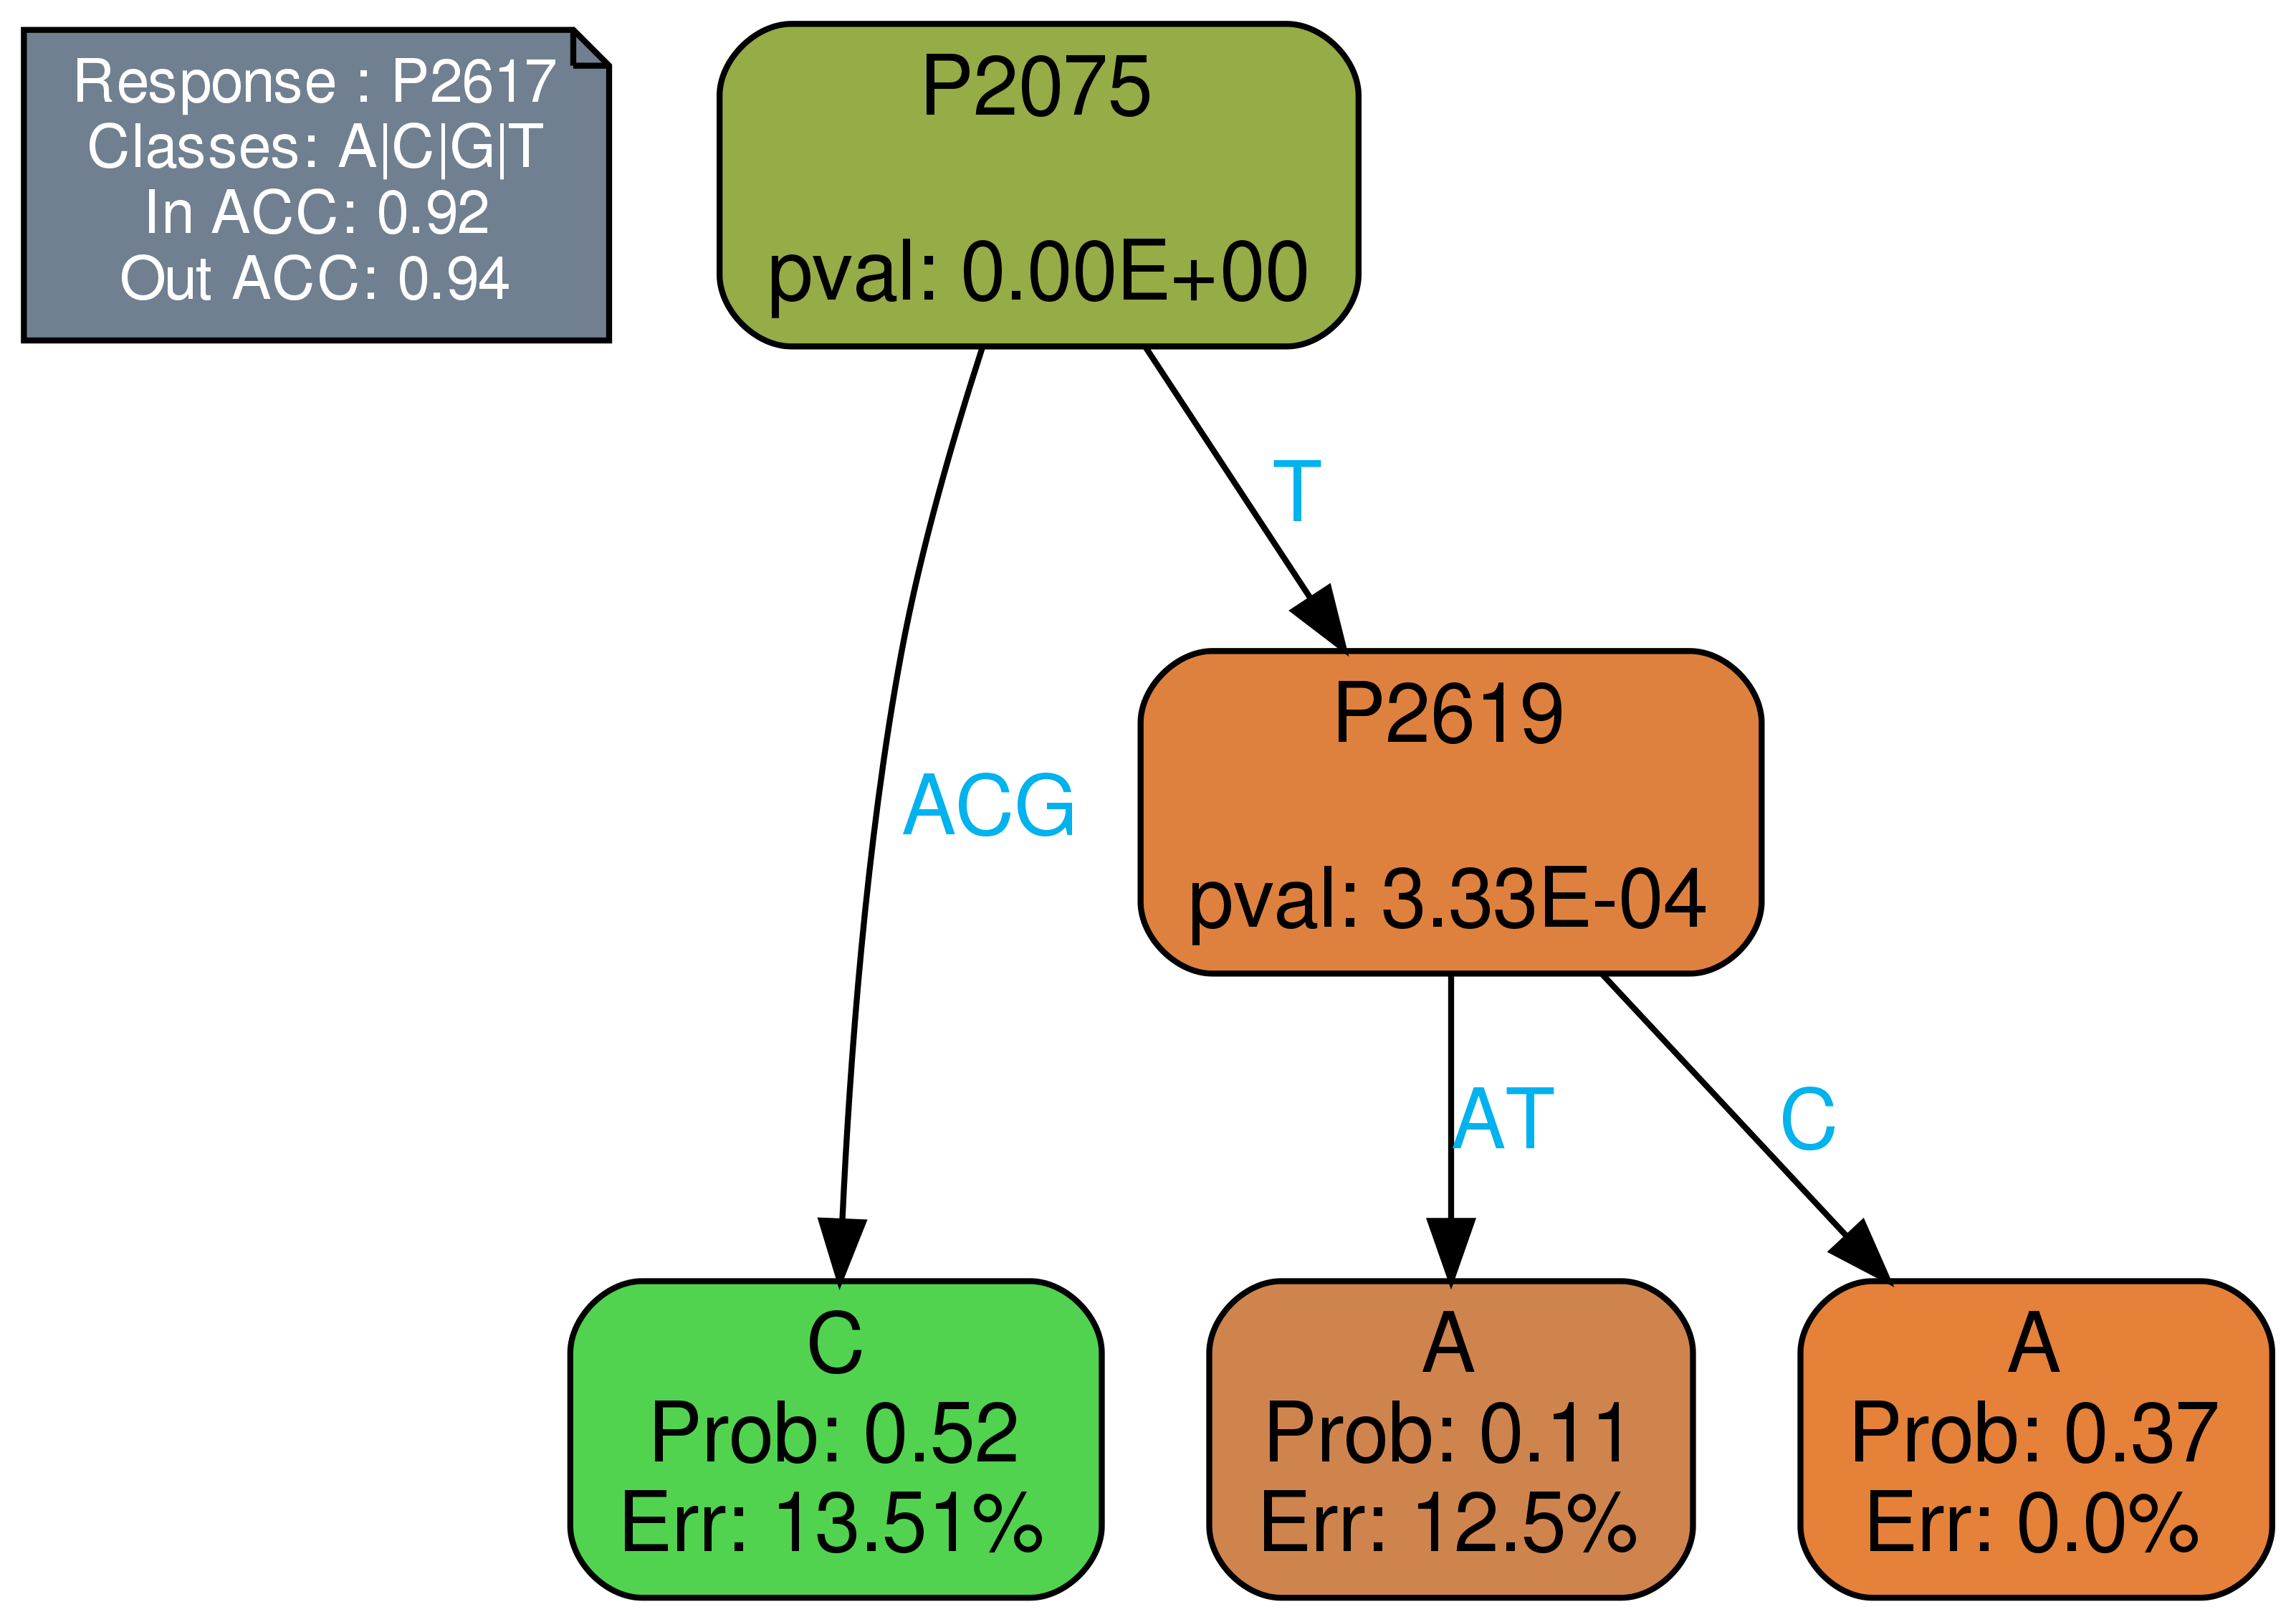 Response : P2617
Classes: A|C|G|T
In ACC: 0.92
Out ACC: 0.94
P2075
pval: 0.00E+00
T
P2619
pval: 3.33E-04
ACG
AT
C
C
Prob: 0.52
Err: 13.51%
A
Prob: 0.11
Err: 12.5%
A
Prob: 0.37
Err: 0.0%